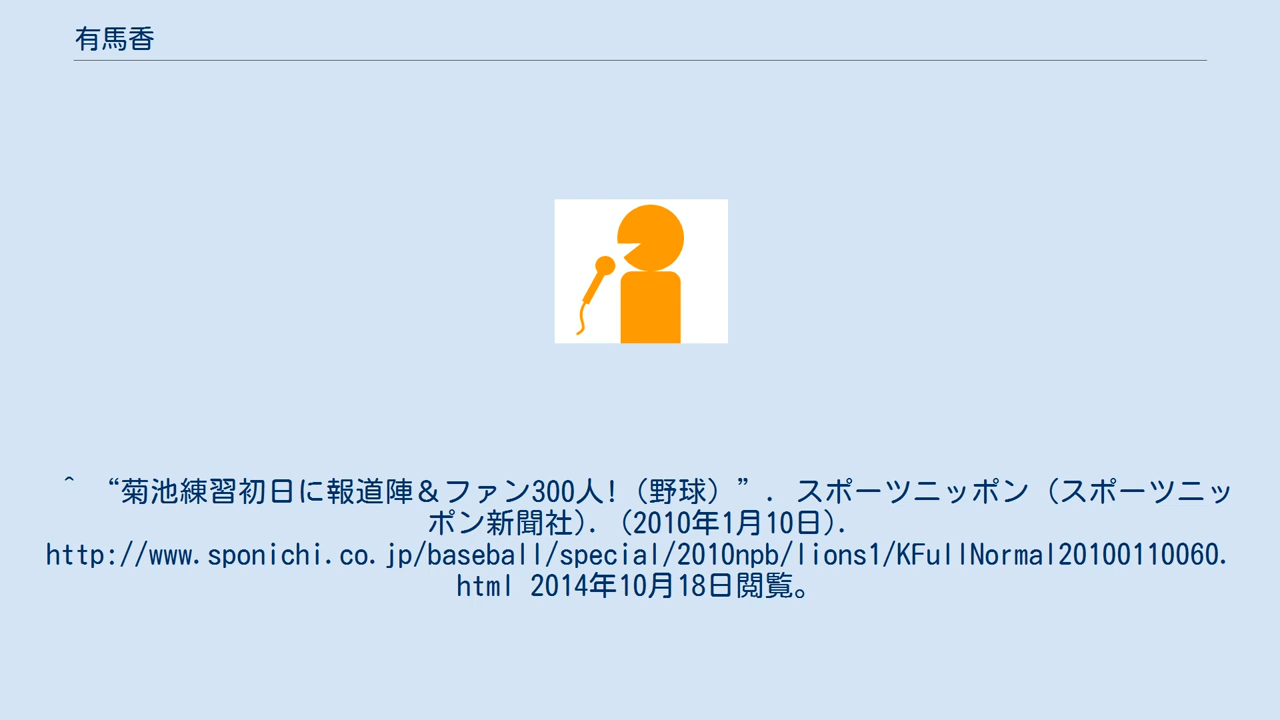 有馬香
^ “菊池練習初日に報道陣＆ファン300人!（野球）”. スポーツニッポン (スポーツニッ
ポン新聞社). (2010年1月10日).
http://www.sponichi.co.jp/baseball/special/2010npb/lions1/KFullNormal20100110060.
html 2014年10月18日閲覧。